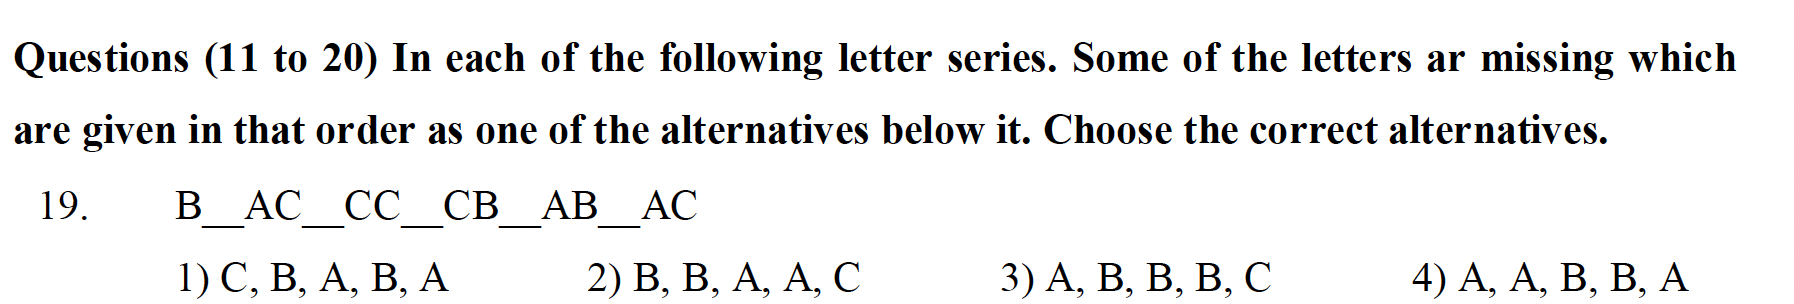 Questions (11 to 20) In each of the following letter series. Some of the letters ar missing which
are given in that order as one of the alternatives below it. Choose the correct alternatives.
19. B__AC__CC__CB__AB__AC
1) C, B, A, B, A 2) B, B, A, A, C 3) A, B, B, B, C 4) A, A, B, B, A